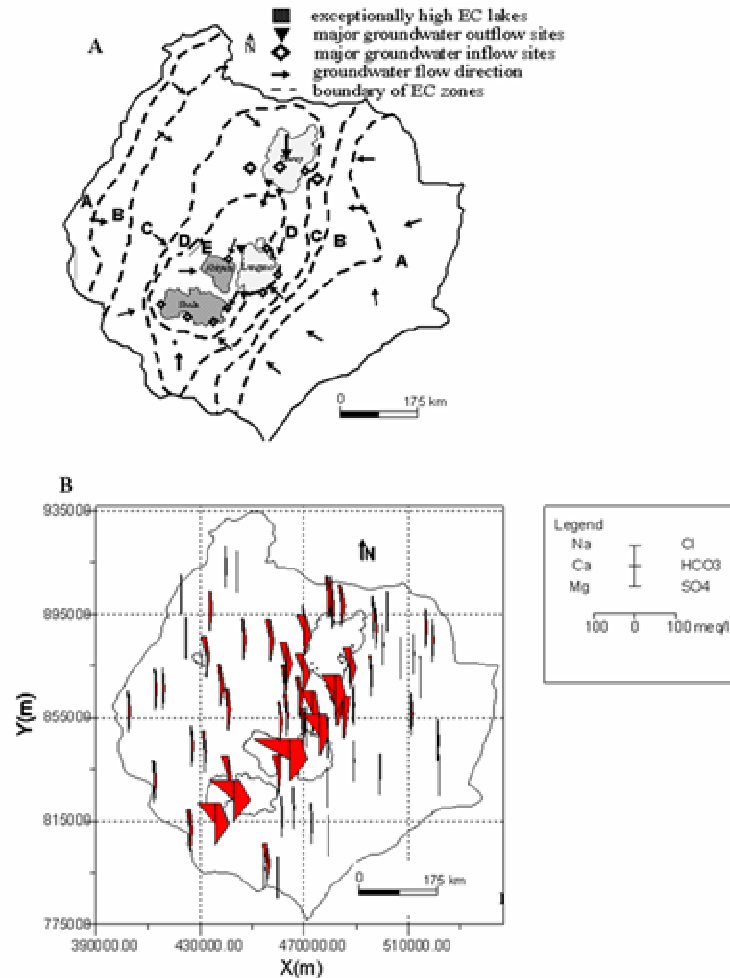 A
N
exceptionally high EC lakes
major groundwater outflow sites
major groundwater inflow sites
groundwater flow direction
boundary of EC zones
A
B
C
D
E
D
C
B
A
Shala
0
175 km
B
935000
895000
855000
815000
775000
390000.00
430000.00
470000.00
510000.00
Y(m)
X(m)
N
0
175 km
Legend
Na
Cl
Ca
HCO3
Mg
SO4
100
0
100 meq/l